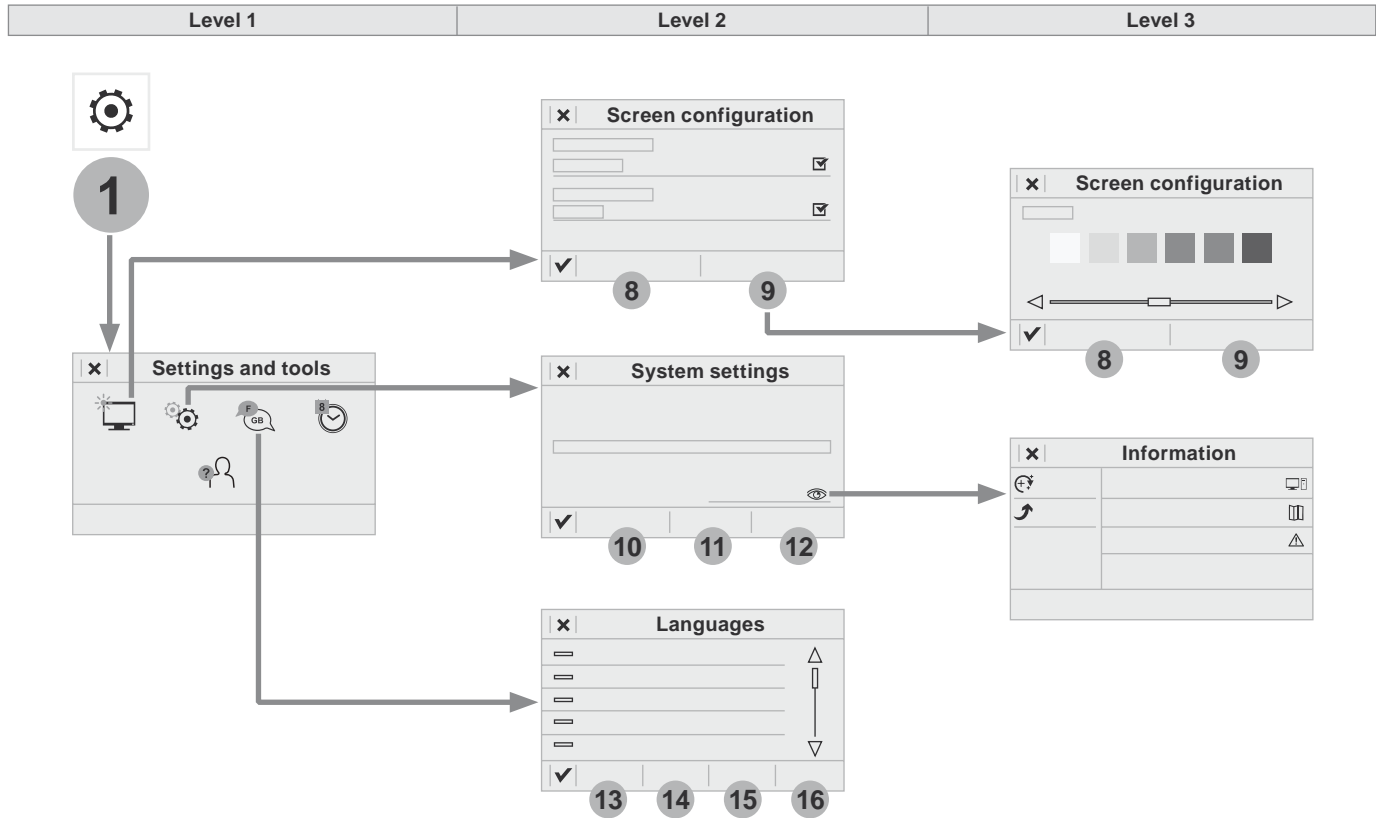 Level 1
Level 2
Level 3
1
Screen configuration
8
9
Screen configuration
8
9
Settings and tools
F
GB
8
?
System settings
10
11
12
Information
Languages
13
14
15
16